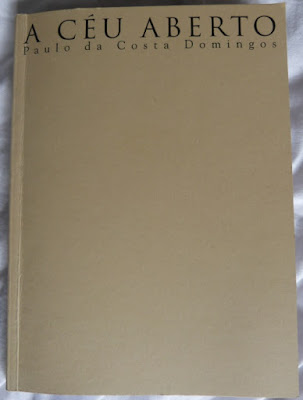 A CÉU ABERTO
Paulo da Costa Domingos